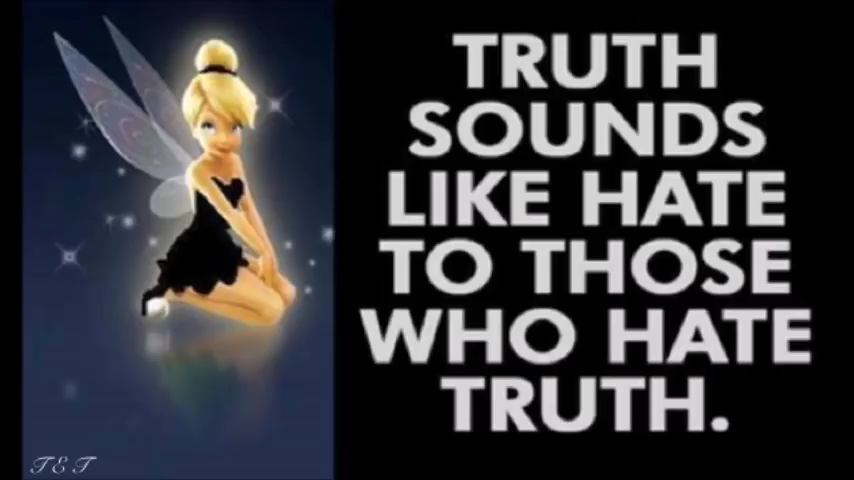 TRUTH
SOUNDS
LIKE HATE
TO THOSE
WHO HATE
TRUTH.
T&T